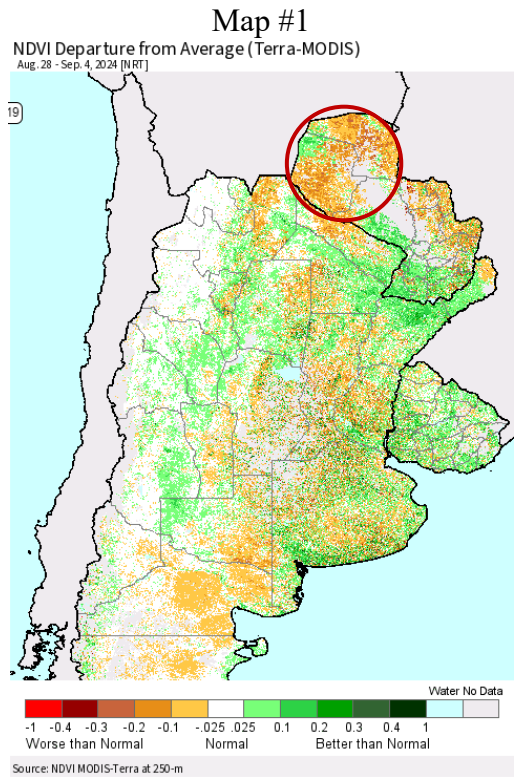 Map #1
NDVI Departure from Average (Terra-MODIS)
Aug. 28 - Sep. 4, 2024 [NRT]
19
Water No Data
-1 -0.4 -0.3 -0.2 -0.1 -.025 .025 0.1 0.2 0.3 0.4 1
Worse than Normal Normal Better than Normal
Source: NDVI MODIS-Terra at 250-m